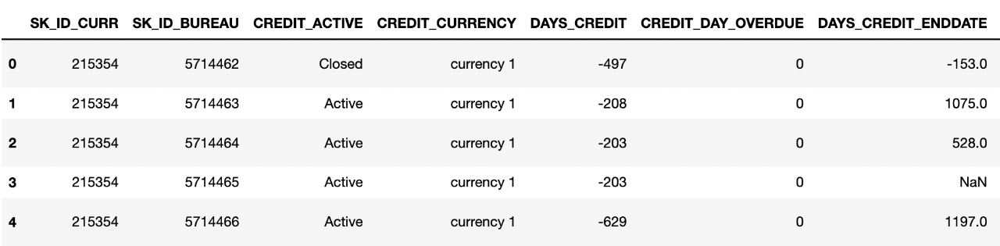 SK_ID_CURR SK_ID_BUREAU CREDIT_ACTIVE CREDIT_CURRENCY DAYS_CREDIT CREDIT_DAY_OVERDUE DAYS_CREDIT_ENDDATE
0 215354 5714462 Closed currency 1 -497 0 -153.0
1 215354 5714463 Active currency 1 -208 0 1075.0
2 215354 5714464 Active currency 1 -203 0 528.0
3 215354 5714465 Active currency 1 -203 0 NaN
4 215354 5714466 Active currency 1 -629 0 1197.0